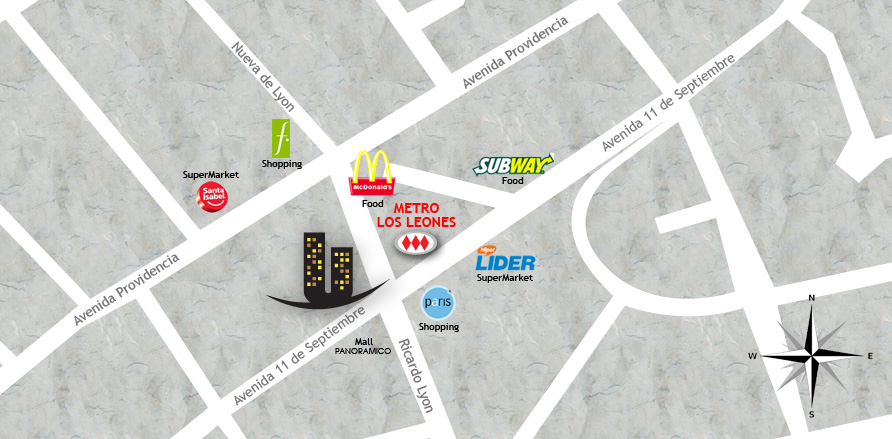 Nueva de Lyon
Avenida Providencia
Avenida 11 de Septiembre
f.
Shopping
SuperMarket
Santa
Isabel
McDonald's
Food
SUBWAY
Food
METRO
LOS LEONES
Hiper
LIDER
SuperMarket
paris
Shopping
Avenida Providencia
Avenida 11 de Septiembre
Mall
PANORAMICO
Ricardo Lyon
N
W
E
S